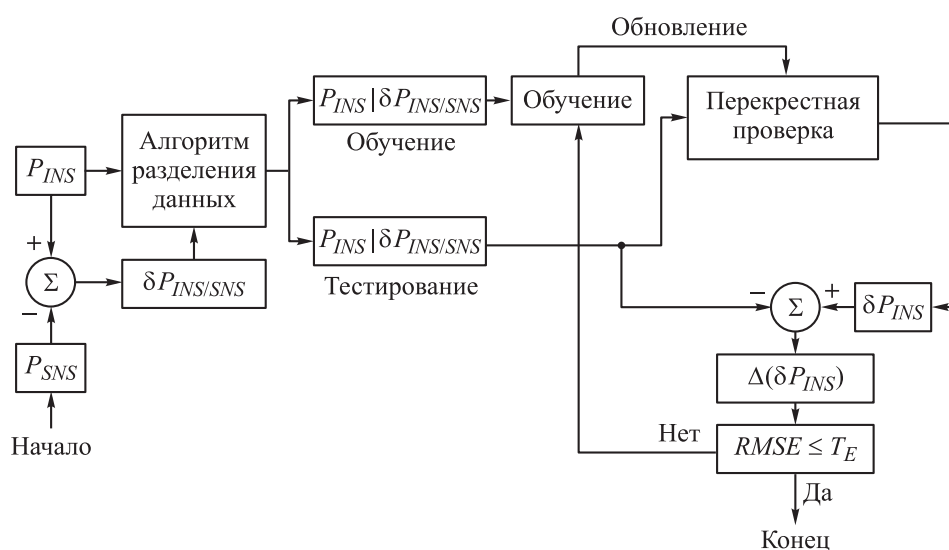 Обновление
P_INS | δP_INS/SNS
Обучение
Обучение
Перекрестная
проверка
Алгоритм
разделения
данных
P_INS
P_INS | δP_INS/SNS
Тестирование
+
Σ
−
δP_INS/SNS
P_SNS
Начало
−
Σ
+
δP_INS
Δ(δP_INS)
Нет
RMSE ≤ T_E
Да
Конец